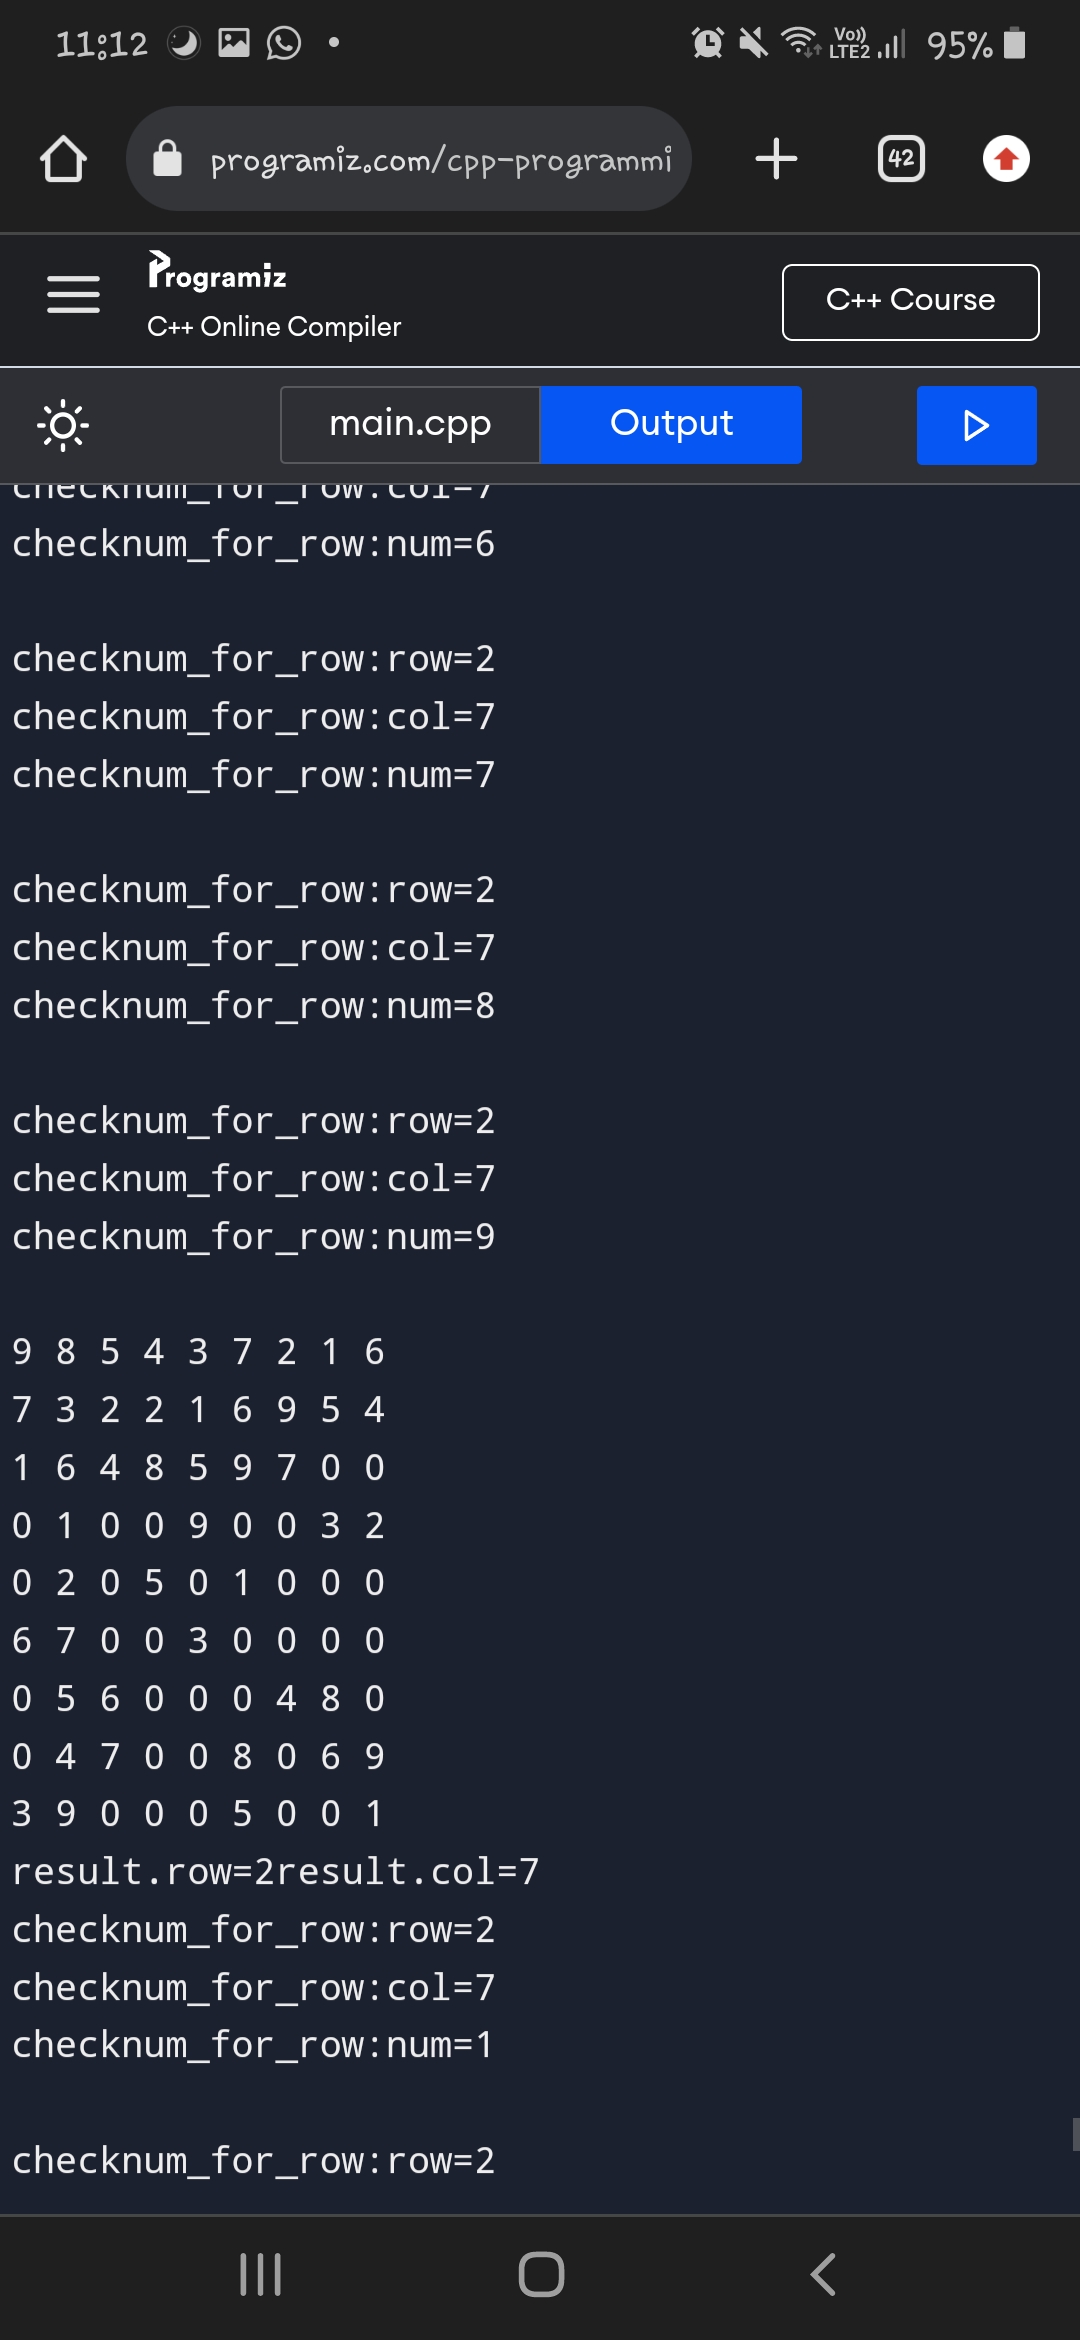 11:12
Vo))
LTE2
95%
programiz.com/cpp-programmi
42
Programiz
C++ Online Compiler
C++ Course
main.cpp
Output
checknum_for_row:col=7
checknum_for_row:num=6
checknum_for_row:row=2
checknum_for_row:col=7
checknum_for_row:num=7
checknum_for_row:row=2
checknum_for_row:col=7
checknum_for_row:num=8
checknum_for_row:row=2
checknum_for_row:col=7
checknum_for_row:num=9
9 8 5 4 3 7 2 1 6
7 3 2 2 1 6 9 5 4
1 6 4 8 5 9 7 0 0
0 1 0 0 9 0 0 3 2
0 2 0 5 0 1 0 0 0
6 7 0 0 3 0 0 0 0
0 5 6 0 0 0 4 8 0
0 4 7 0 0 8 0 6 9
3 9 0 0 0 5 0 0 1
result.row=2result.col=7
checknum_for_row:row=2
checknum_for_row:col=7
checknum_for_row:num=1
checknum_for_row:row=2